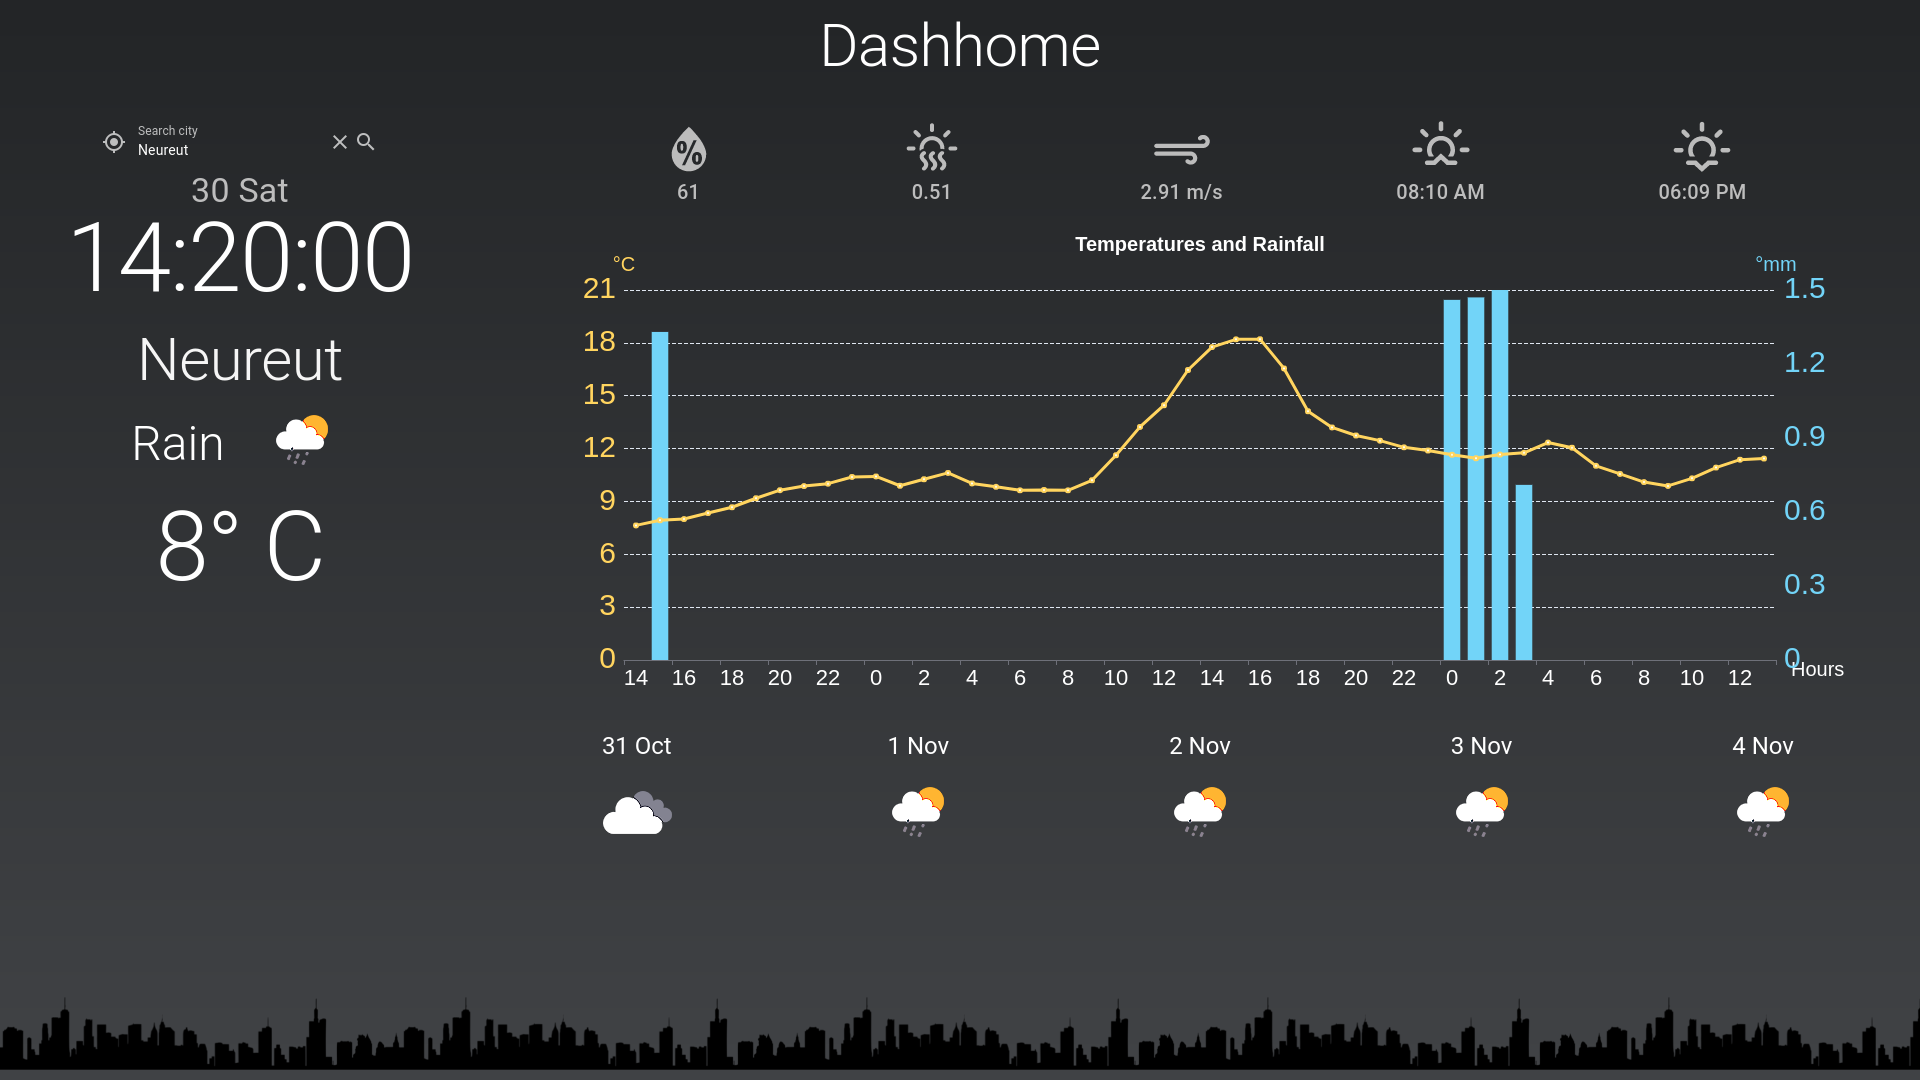 Dashhome
Search city
Neureut
30 Sat
14:20:00
Neureut
Rain
8° C
%
61
0.51
2.91 m/s
08:10 AM
06:09 PM
Temperatures and Rainfall
°C
°mm
21
18
15
12
9
6
3
0
1.5
1.2
0.9
0.6
0.3
0
14 16 18 20 22 0 2 4 6 8 10 12 14 16 18 20 22 0 2 4 6 8 10 12
Hours
31 Oct
1 Nov
2 Nov
3 Nov
4 Nov